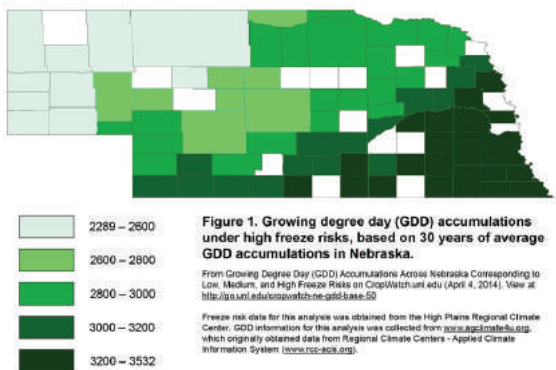 2289 – 2600
2600 – 2800
2800 – 3000
3000 – 3200
3200 – 3532
Figure 1. Growing degree day (GDD) accumulations
under high freeze risks, based on 30 years of average
GDD accumulations in Nebraska.
From Growing Degree Day (GDD) Accumulations Across Nebraska Corresponding to
Low, Medium, and High Freeze Risks on CropWatch.unl.edu (April 4, 2014). View at
http://go.unl.edu/cropwatch-ne-gdd-base-50
Freeze risk data for this analysis was obtained from the High Plains Regional Climate
Center. GDD information for this analysis was collected from www.agclimate4u.org,
which originally obtained data from Regional Climate Centers - Applied Climate
Information System (www.rcc-acis.org).